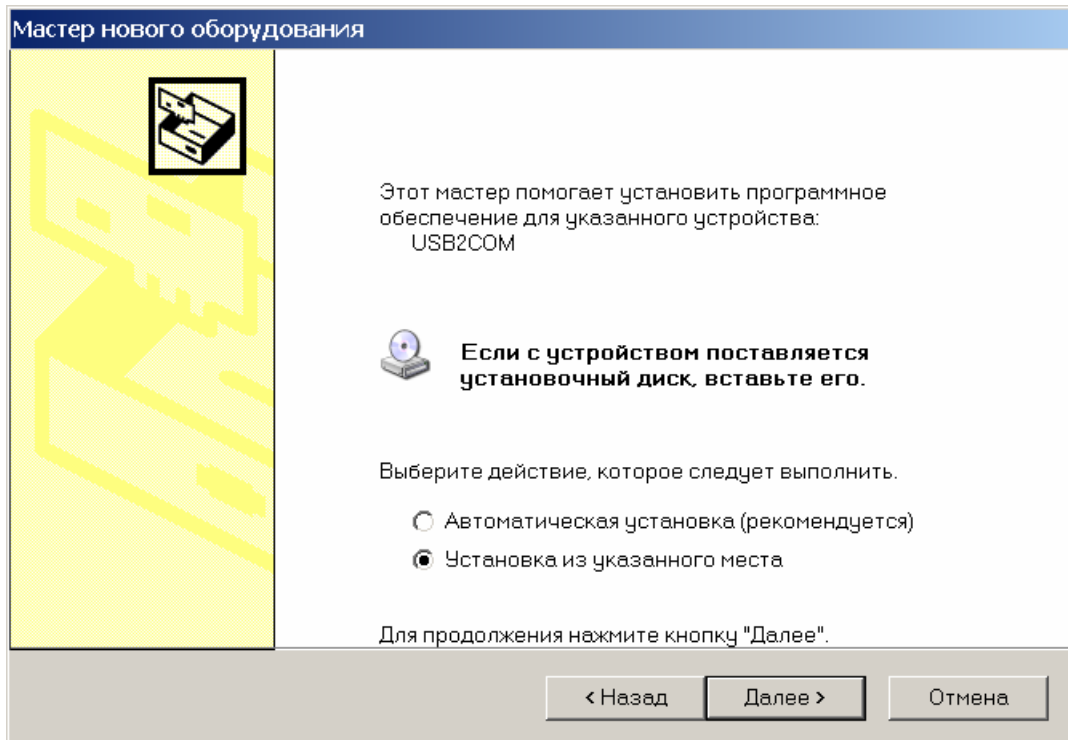 Мастер нового оборудования
Этот мастер помогает установить программное
обеспечение для указанного устройства:
USB2COM
Если с устройством поставляется
установочный диск, вставьте его.
Выберите действие, которое следует выполнить.
Автоматическая установка (рекомендуется)
Установка из указанного места
Для продолжения нажмите кнопку "Далее".
< Назад Далее > Отмена